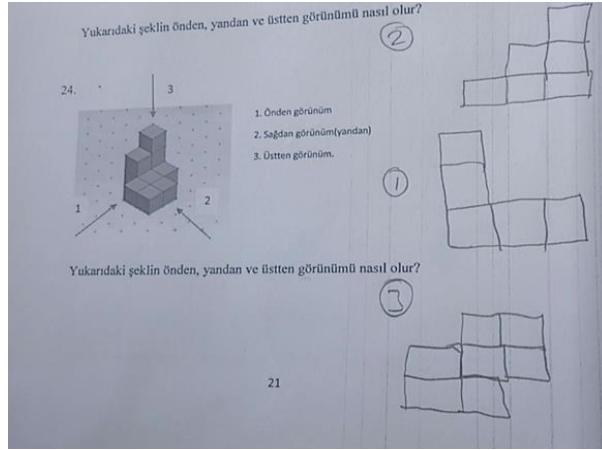 Yukarıdaki şeklin önden, yandan ve üstten görünümü nasıl olur?
2
24.
3
1. Önden görünüm
2. Sağdan görünüm(yandan)
3. Üstten görünüm.
1
1
2
Yukarıdaki şeklin önden, yandan ve üstten görünümü nasıl olur?
3
21